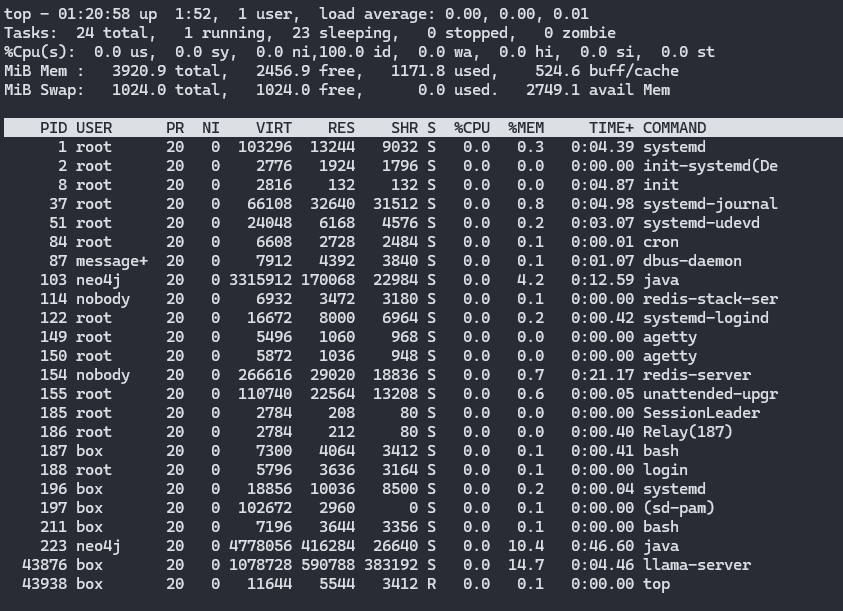 top - 01:20:58 up  1:52,  1 user,  load average: 0.00, 0.00, 0.01
Tasks:  24 total,   1 running,  23 sleeping,   0 stopped,   0 zombie
%Cpu(s):  0.0 us,  0.0 sy,  0.0 ni,100.0 id,  0.0 wa,  0.0 hi,  0.0 si,  0.0 st
MiB Mem :   3920.9 total,   2456.9 free,   1171.8 used,    524.6 buff/cache
MiB Swap:   1024.0 total,   1024.0 free,      0.0 used.   2749.1 avail Mem
    PID USER      PR  NI    VIRT    RES    SHR S  %CPU  %MEM     TIME+ COMMAND
      1 root      20   0  103296  13244   9032 S   0.0   0.3   0:04.39 systemd
      2 root      20   0    2776   1924   1796 S   0.0   0.0   0:00.00 init-systemd(De
      8 root      20   0    2816    132    132 S   0.0   0.0   0:04.87 init
     37 root      20   0   66108  32640  31512 S   0.0   0.8   0:04.98 systemd-journal
     51 root      20   0   24048   6168   4576 S   0.0   0.2   0:03.07 systemd-udevd
     84 root      20   0    6608   2728   2484 S   0.0   0.1   0:00.01 cron
     87 message+  20   0    7912   4392   3840 S   0.0   0.1   0:01.07 dbus-daemon
    103 neo4j     20   0 3315912 170068  22984 S   0.0   4.2   0:12.59 java
    114 nobody    20   0    6932   3472   3180 S   0.0   0.1   0:00.00 redis-stack-ser
    122 root      20   0   16672   8000   6964 S   0.0   0.2   0:00.42 systemd-logind
    149 root      20   0    5496   1060    968 S   0.0   0.0   0:00.00 agetty
    150 root      20   0    5872   1036    948 S   0.0   0.0   0:00.00 agetty
    154 nobody    20   0  266616  29020  18836 S   0.0   0.7   0:21.17 redis-server
    155 root      20   0  110740  22564  13208 S   0.0   0.6   0:00.05 unattended-upgr
    185 root      20   0    2784    208     80 S   0.0   0.0   0:00.00 SessionLeader
    186 root      20   0    2784    212     80 S   0.0   0.0   0:00.40 Relay(187)
    187 box       20   0    7300   4064   3412 S   0.0   0.1   0:00.41 bash
    188 root      20   0    5796   3636   3164 S   0.0   0.1   0:00.00 login
    196 box       20   0   18856  10036   8500 S   0.0   0.2   0:00.04 systemd
    197 box       20   0  102672   2960      0 S   0.0   0.1   0:00.00 (sd-pam)
    211 box       20   0    7196   3644   3356 S   0.0   0.1   0:00.00 bash
    223 neo4j     20   0 4778056 416284  26640 S   0.0  10.4   0:46.60 java
  43876 box       20   0 1078728 590788 383192 S   0.0  14.7   0:04.46 llama-server
  43938 box       20   0   11644   5544   3412 R   0.0   0.1   0:00.00 top